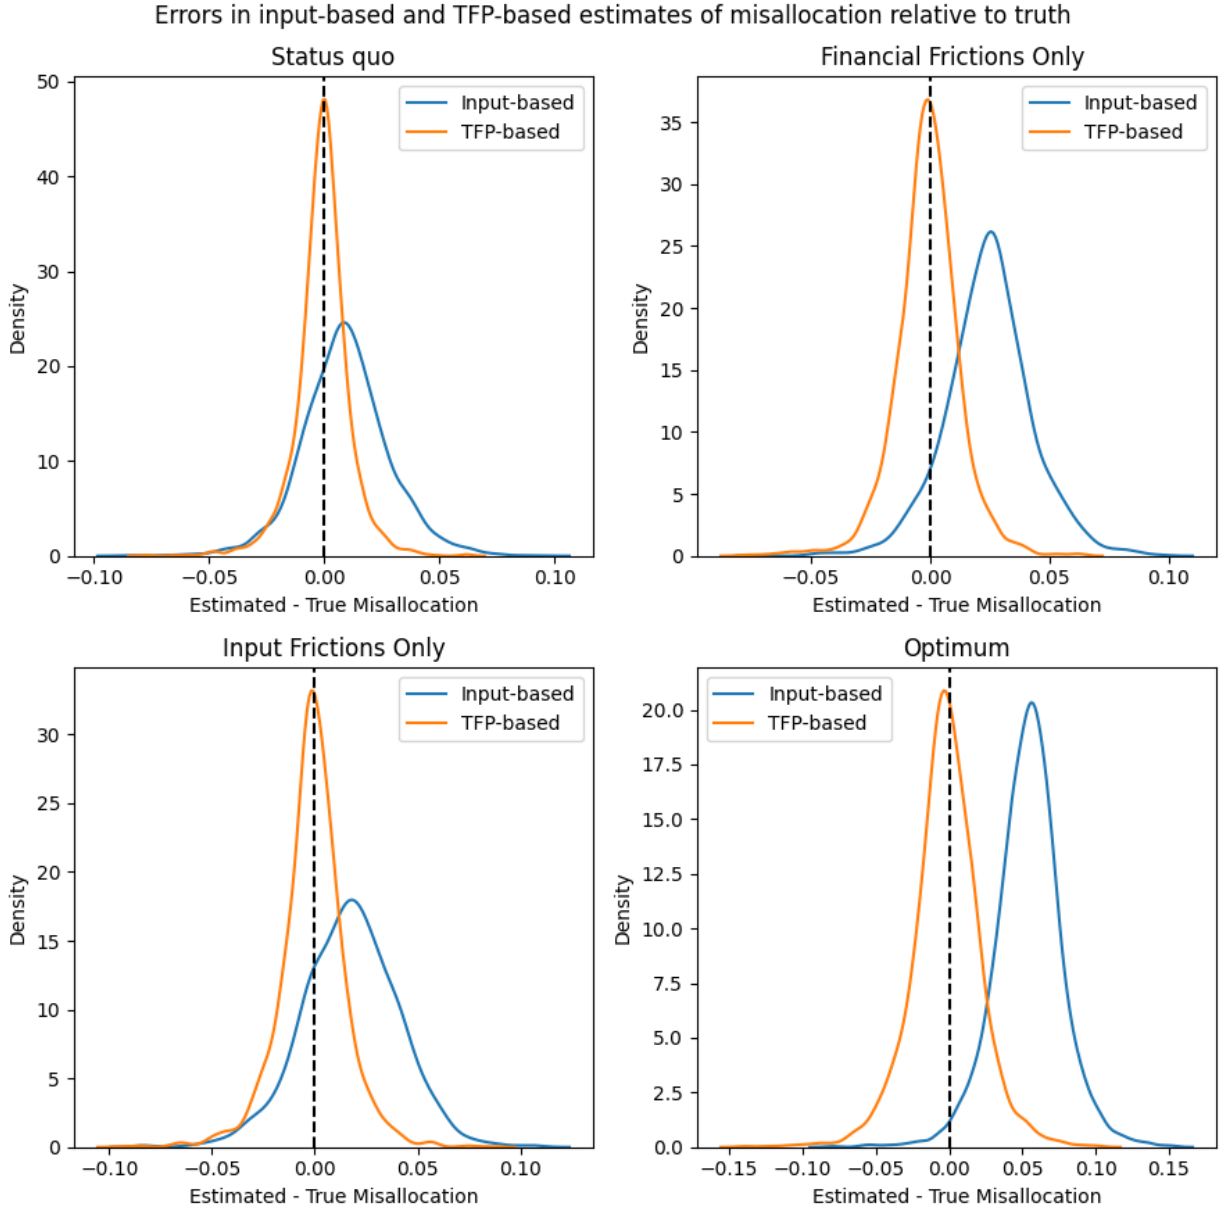 Errors in input-based and TFP-based estimates of misallocation relative to truth
Status quo
50
40
30
20
10
0
Density
Input-based
TFP-based
−0.10 −0.05 0.00 0.05 0.10
Estimated - True Misallocation
Financial Frictions Only
35
30
25
20
15
10
5
0
Density
Input-based
TFP-based
−0.05 0.00 0.05 0.10
Estimated - True Misallocation
Input Frictions Only
30
25
20
15
10
5
0
Density
Input-based
TFP-based
−0.10 −0.05 0.00 0.05 0.10
Estimated - True Misallocation
Optimum
20.0
17.5
15.0
12.5
10.0
7.5
5.0
2.5
0.0
Density
Input-based
TFP-based
−0.15 −0.10 −0.05 0.00 0.05 0.10 0.15
Estimated - True Misallocation